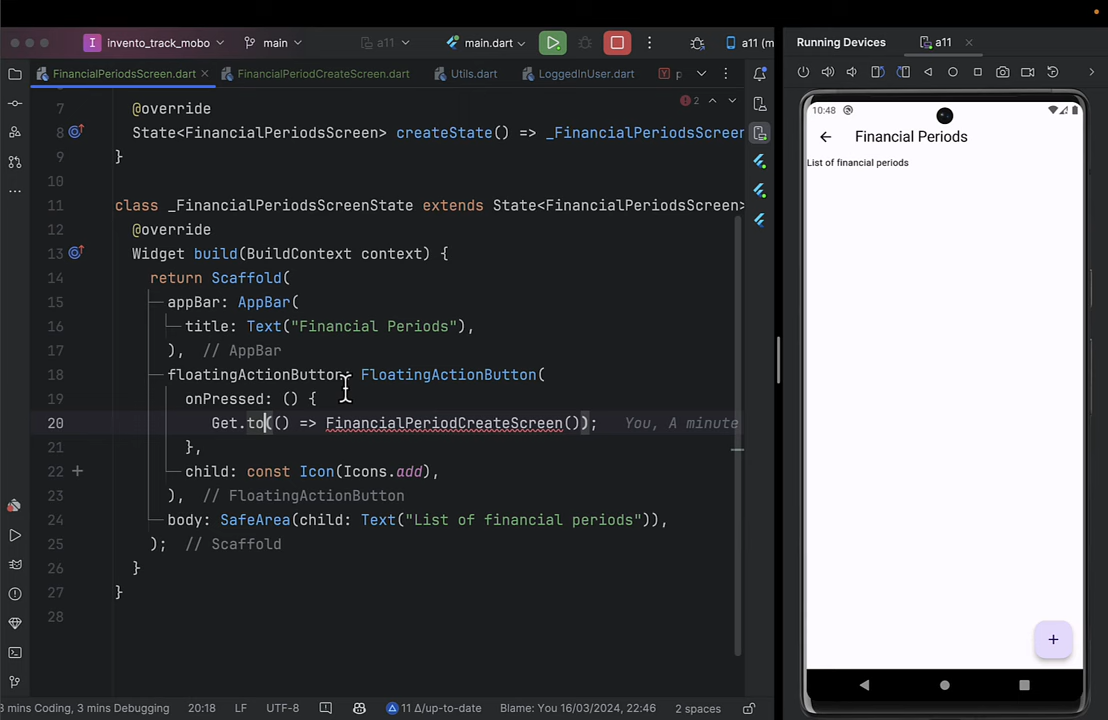 invento_track_mobo
main
a11
main.dart
a11 (m
Running Devices
a11
FinancialPeriodsScreen.dart
FinancialPeriodCreateScreen.dart
Utils.dart
LoggedInUser.dart
p
2
7 @override
8 State<FinancialPeriodsScreen> createState() => _FinancialPeriodsScreen
9 }
10
11 class _FinancialPeriodsScreenState extends State<FinancialPeriodsScreen>
12 @override
13 Widget build(BuildContext context) {
14 return Scaffold(
15 appBar: AppBar(
16 title: Text("Financial Periods"),
17 ), // AppBar
18 floatingActionButton: FloatingActionButton(
19 onPressed: () {
20 Get.to(() => FinancialPeriodCreateScreen()); You, A minute
21 },
22 child: const Icon(Icons.add),
23 ), // FloatingActionButton
24 body: SafeArea(child: Text("List of financial periods")),
25 ); // Scaffold
26 }
27 }
28
3 mins Coding, 3 mins Debugging
20:18
LF
UTF-8
11 Δ/up-to-date
Blame: You 16/03/2024, 22:46
2 spaces
10:48
Financial Periods
List of financial periods